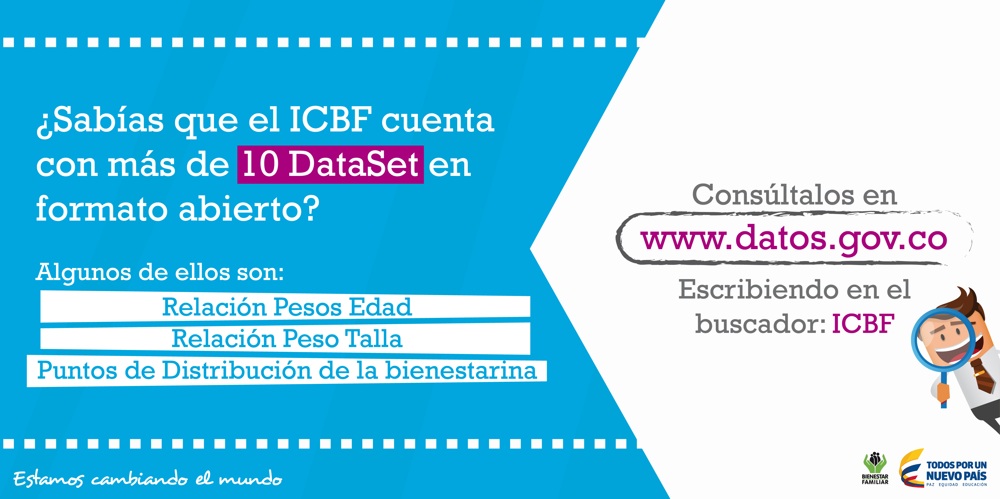 ¿Sabías que el ICBF cuenta
con más de 10 DataSet en
formato abierto?
Algunos de ellos son:
Relación Pesos Edad
Relación Peso Talla
Puntos de Distribución de la bienestarina
Estamos cambiando el mundo
Consúltalos en
www.datos.gov.co
Escribiendo en el
buscador: ICBF
BIENESTAR
FAMILIAR
TODOS POR UN
NUEVO PAÍS
PAZ EQUIDAD EDUCACIÓN